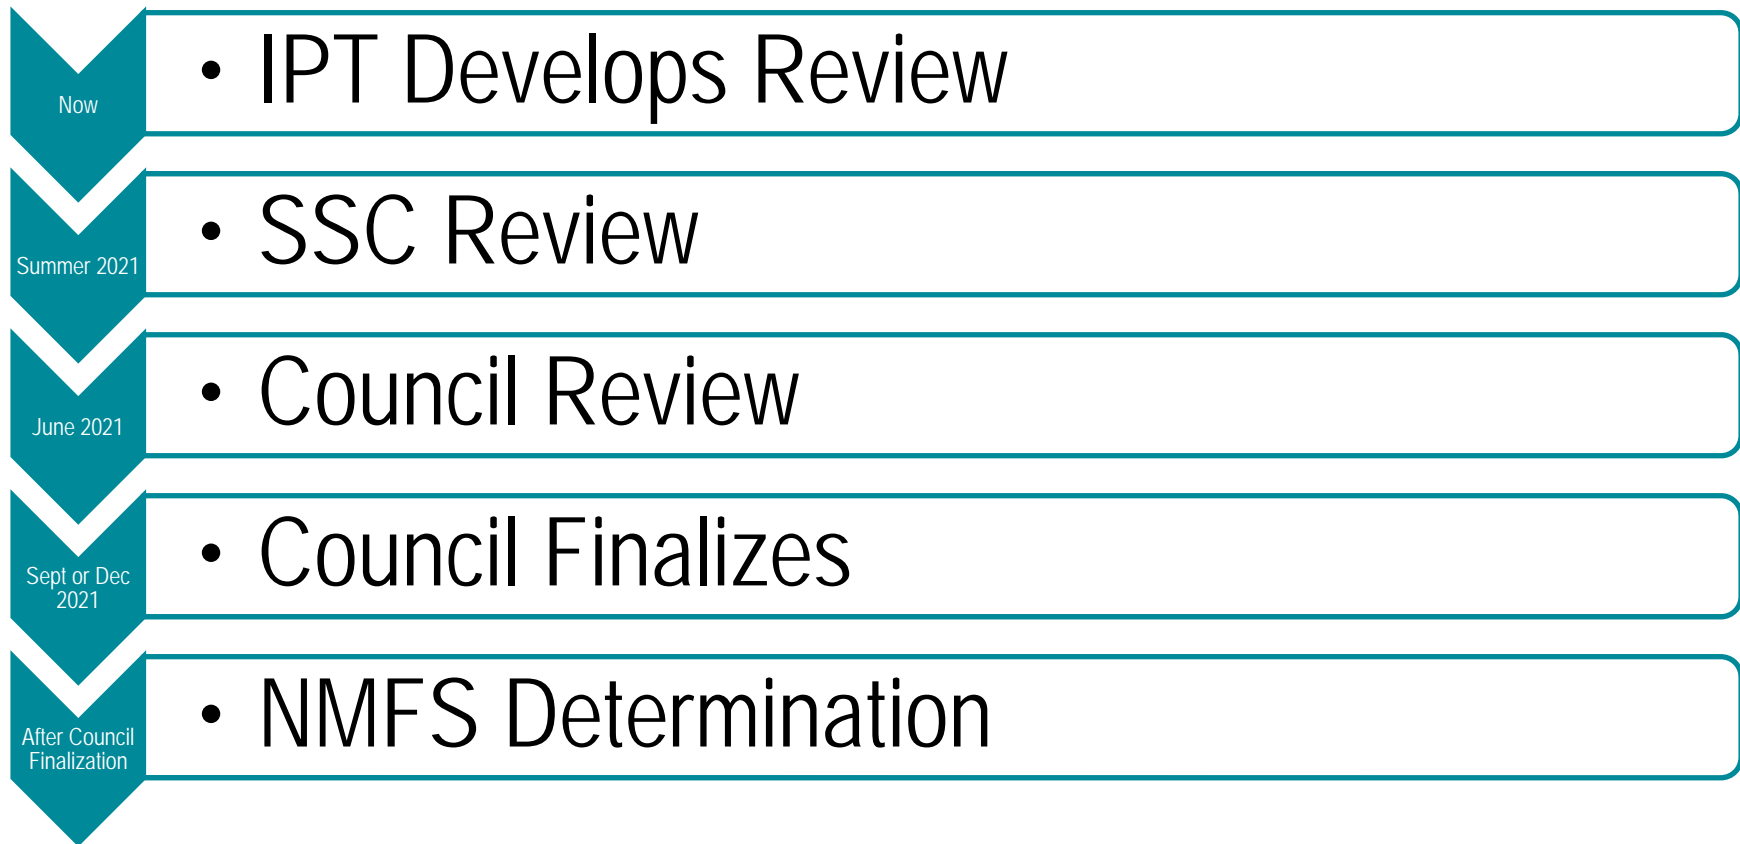 Now
• IPT Develops Review
Summer 2021
• SSC Review
June 2021
• Council Review
Sept or Dec
2021
• Council Finalizes
After Council
Finalization
• NMFS Determination